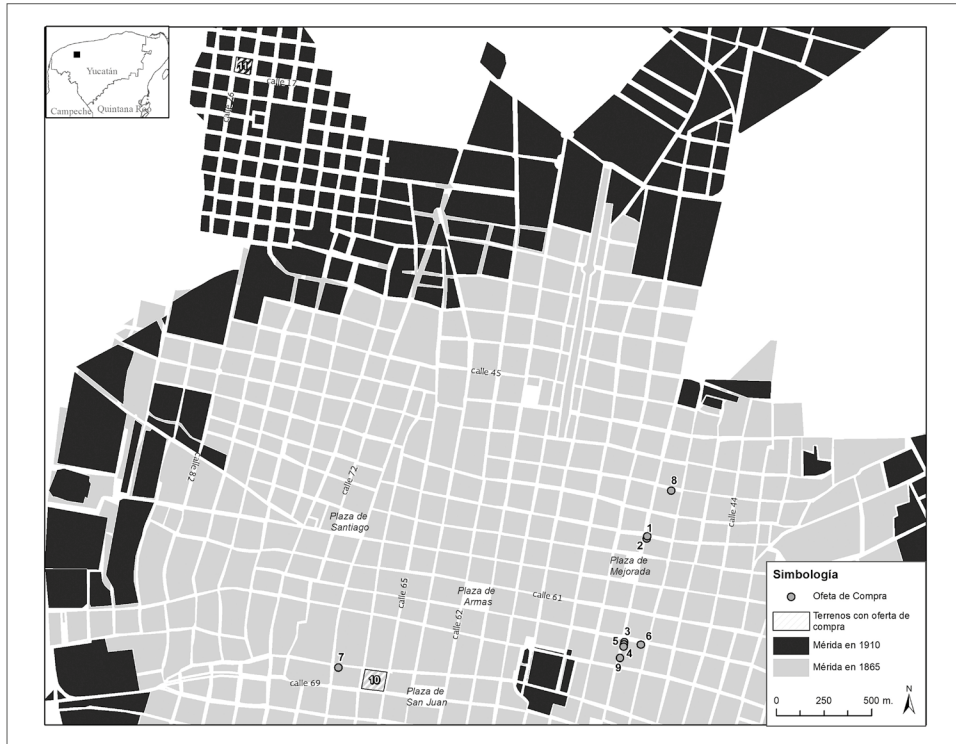 Yucatán
Campeche
Quintana Roo
11
calle 17
calle 26
calle 45
calle 82
calle 72
Plaza de
Santiago
8
calle 44
1
2
Plaza de
Mejorada
calle 65
Plaza de
Armas
calle 61
calle 62
3
5
6
4
9
7
10
calle 69
Plaza de
San Juan
Simbología
Ofeta de Compra
Terrenos con oferta de
compra
Mérida en 1910
Mérida en 1865
N
0 250 500 m.